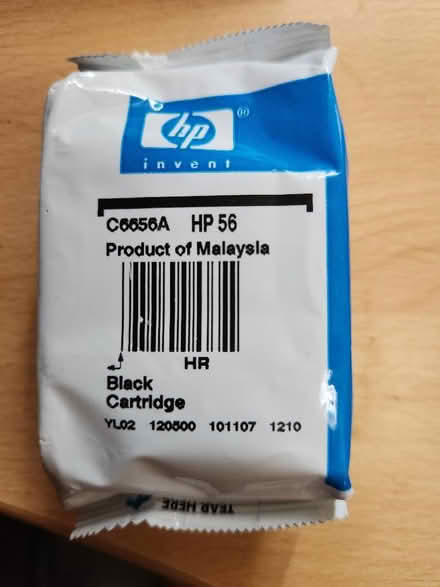 hp®
invent
C6656A HP 56
Product of Malaysia
HR
Black
Cartridge
YL02 120500 101107 1210
TEAR HERE